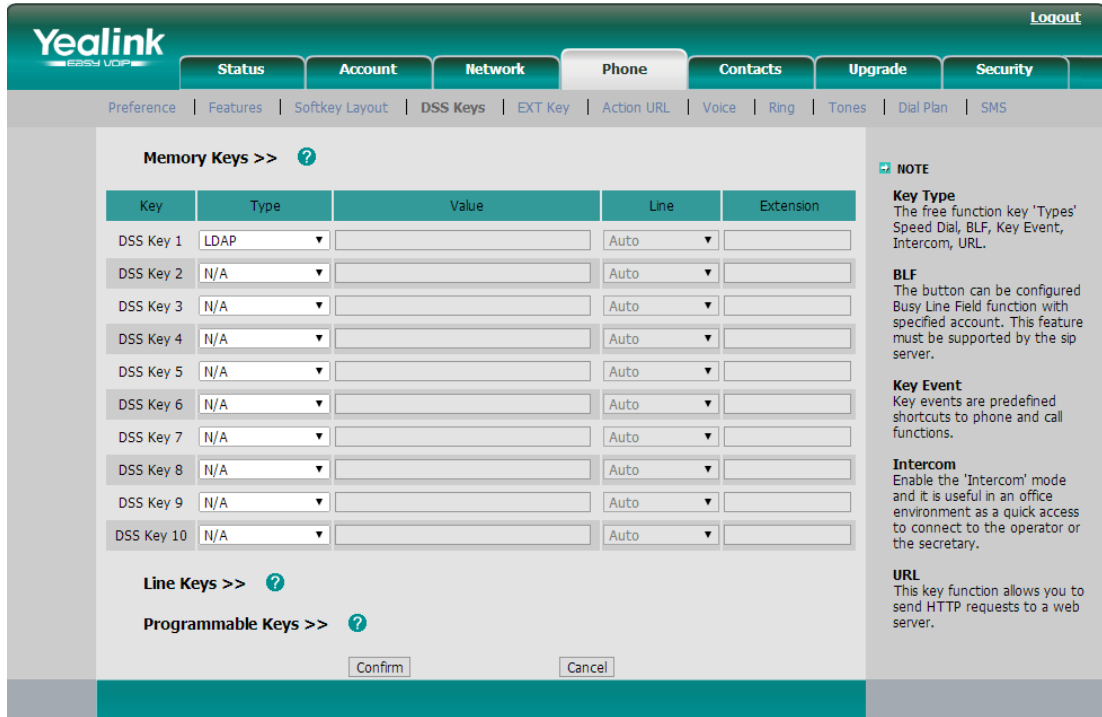 Logout
Yealink
EASY VOIP
Status Account Network Phone Contacts Upgrade Security
Preference | Features | Softkey Layout | DSS Keys | EXT Key | Action URL | Voice | Ring | Tones | Dial Plan | SMS
Memory Keys >> ?
Key Type Value Line Extension
DSS Key 1 LDAP Auto
DSS Key 2 N/A Auto
DSS Key 3 N/A Auto
DSS Key 4 N/A Auto
DSS Key 5 N/A Auto
DSS Key 6 N/A Auto
DSS Key 7 N/A Auto
DSS Key 8 N/A Auto
DSS Key 9 N/A Auto
DSS Key 10 N/A Auto
Line Keys >> ?
Programmable Keys >> ?
Confirm Cancel
NOTE
Key Type
The free function key 'Types'
Speed Dial, BLF, Key Event,
Intercom, URL.
BLF
The button can be configured
Busy Line Field function with
specified account. This feature
must be supported by the sip
server.
Key Event
Key events are predefined
shortcuts to phone and call
functions.
Intercom
Enable the 'Intercom' mode
and it is useful in an office
environment as a quick access
to connect to the operator or
the secretary.
URL
This key function allows you to
send HTTP requests to a web
server.